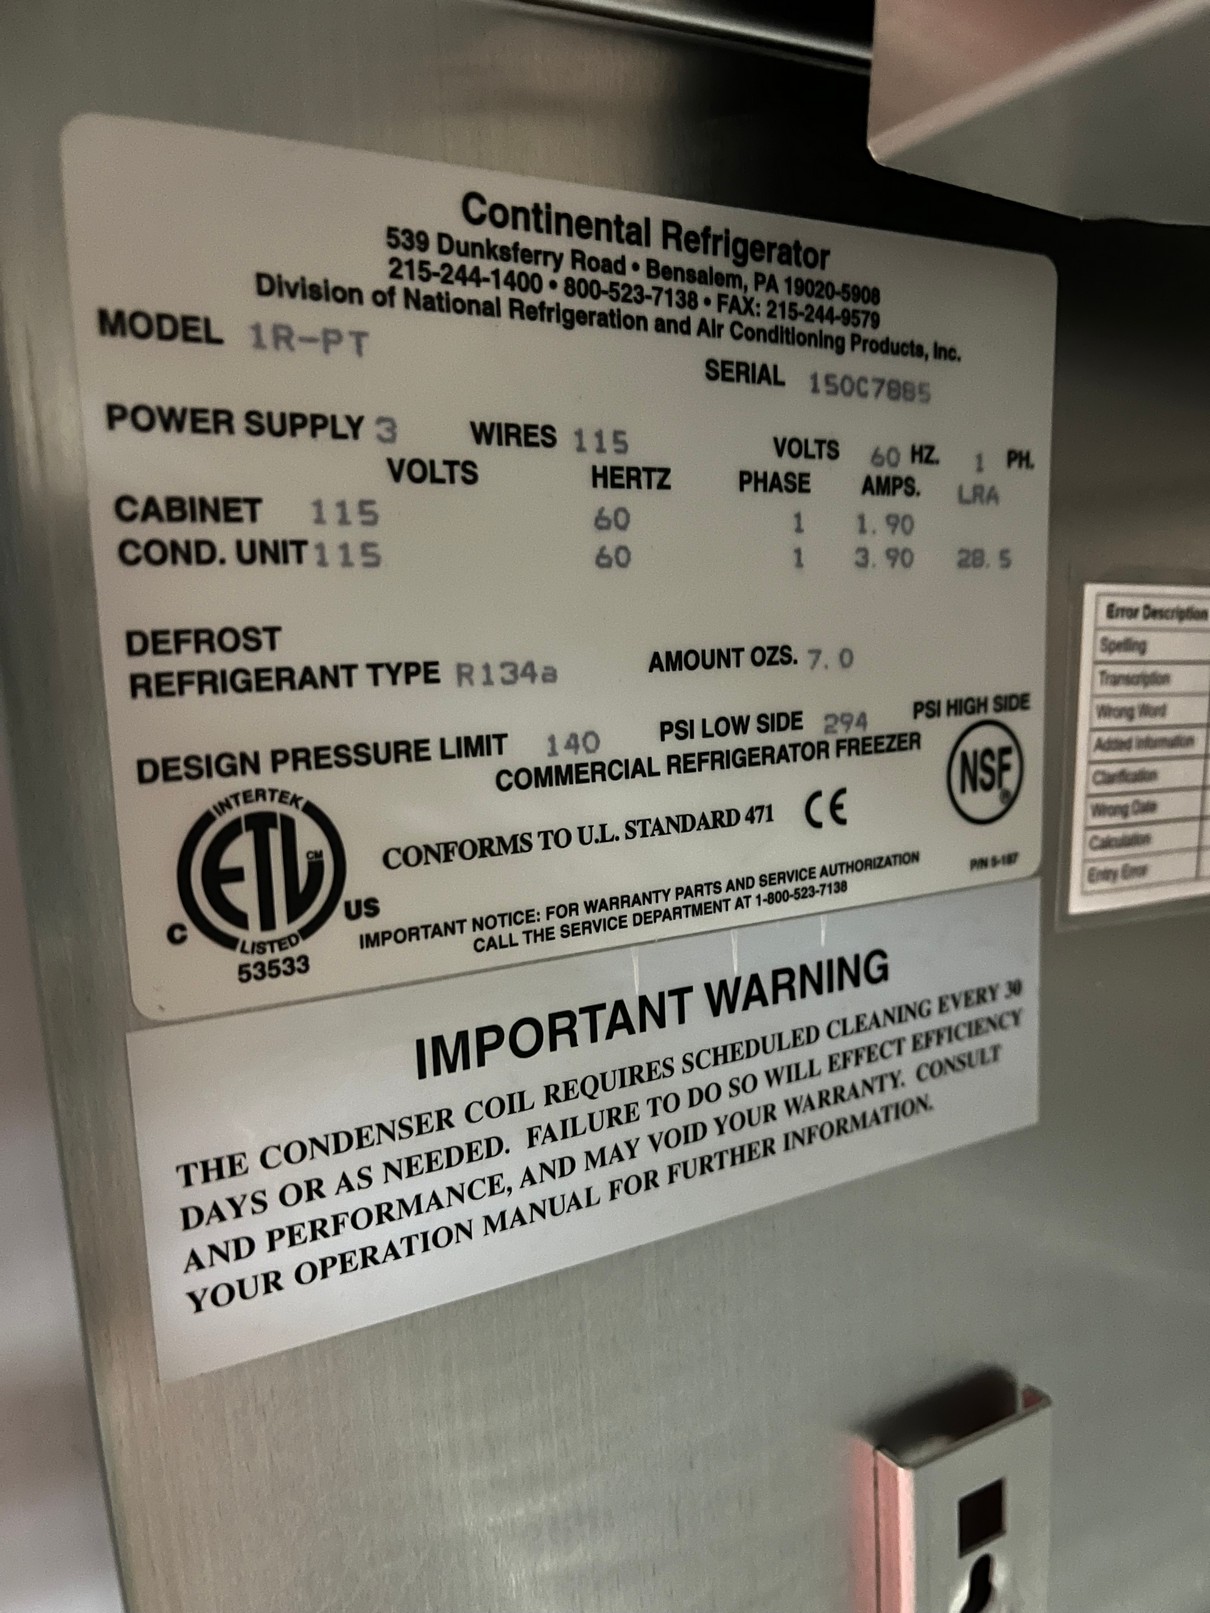 Continental Refrigerator
539 Dunksferry Road • Bensalem, PA 19020-5908
215-244-1400 • 800-523-7138 • FAX: 215-244-9579
Division of National Refrigeration and Air Conditioning Products, Inc.
MODEL 1R-PT
SERIAL 150C7885
POWER SUPPLY 3 WIRES 115 VOLTS 60 HZ. 1 PH.
VOLTS HERTZ PHASE AMPS. LRA
CABINET 115 60 1 1.90
COND. UNIT 115 60 1 3.90 28.5
DEFROST
REFRIGERANT TYPE R134a AMOUNT OZS. 7.0
DESIGN PRESSURE LIMIT 140 PSI LOW SIDE 294 PSI HIGH SIDE
COMMERCIAL REFRIGERATOR FREEZER
INTERTEK
ETL CM
LISTED
C US
53533
CONFORMS TO U.L. STANDARD 471 CE
NSF®
IMPORTANT NOTICE: FOR WARRANTY PARTS AND SERVICE AUTHORIZATION
CALL THE SERVICE DEPARTMENT AT 1-800-523-7138
P/N 5-187
IMPORTANT WARNING
THE CONDENSER COIL REQUIRES SCHEDULED CLEANING EVERY 30
DAYS OR AS NEEDED. FAILURE TO DO SO WILL EFFECT EFFICIENCY
AND PERFORMANCE, AND MAY VOID YOUR WARRANTY. CONSULT
YOUR OPERATION MANUAL FOR FURTHER INFORMATION.
Error Description
Spelling
Transcription
Wrong Word
Added Information
Clarification
Wrong Date
Calculation
Entry Error